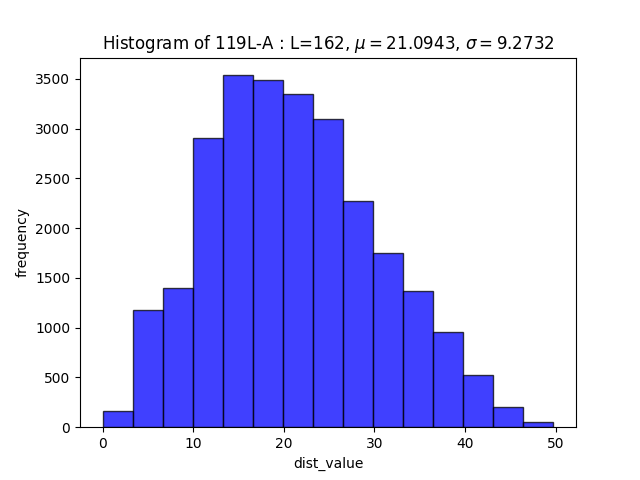 Histogram of 119L-A : L=162, μ = 21.0943, σ = 9.2732
3500
3000
2500
2000
1500
1000
500
0
frequency
0 10 20 30 40 50
dist_value